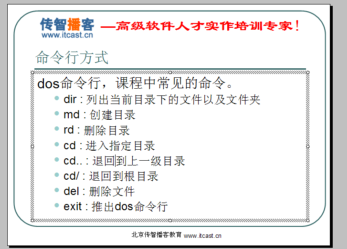 传智播客
www.itcast.cn
—高级软件人才实作培训专家!
命令行方式
dos命令行，课程中常见的命令。
dir : 列出当前目录下的文件以及文件夹
md : 创建目录
rd : 删除目录
cd : 进入指定目录
cd.. : 退回到上一级目录
cd/ : 退回到根目录
del : 删除文件
exit : 推出dos命令行
北京传智播客教育 www.itcast.cn